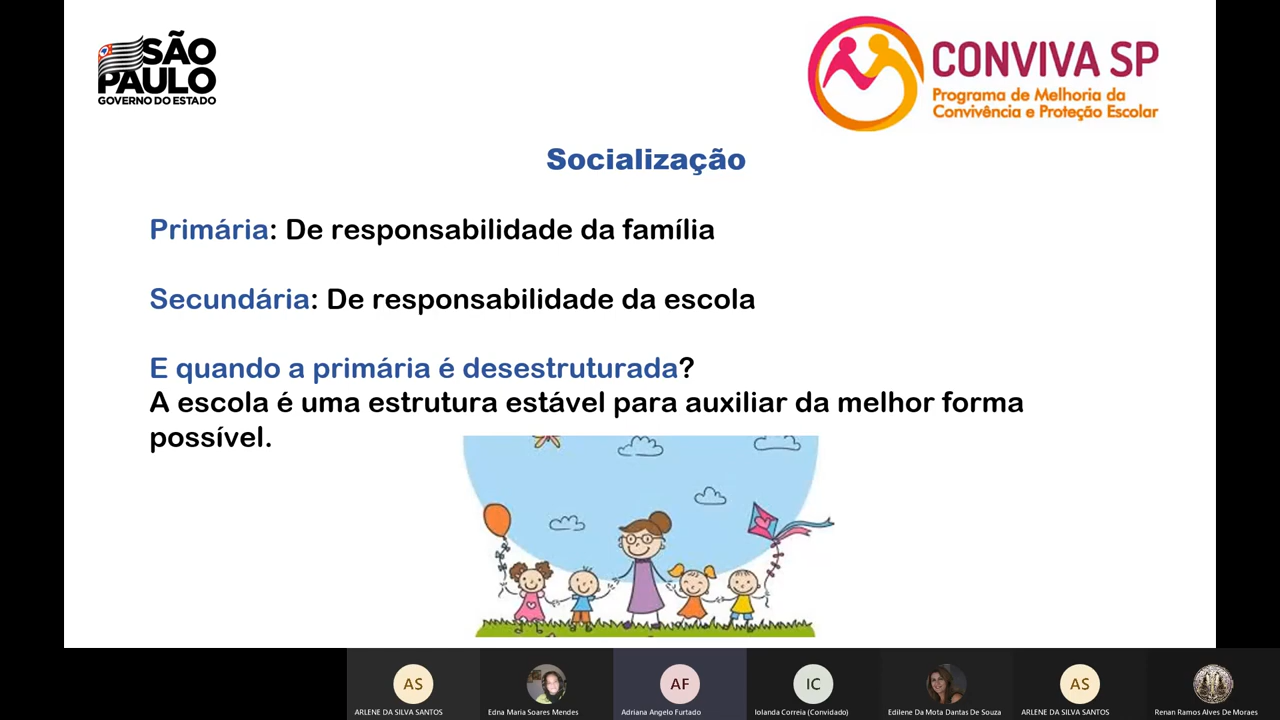 SÃO
PAULO
GOVERNO DO ESTADO
CONVIVA SP
Programa de Melhoria da
Convivência e Proteção Escolar
Socialização
Primária: De responsabilidade da família
Secundária: De responsabilidade da escola
E quando a primária é desestruturada?
A escola é uma estrutura estável para auxiliar da melhor forma
possível.
AS
AF
IC
AS
ARLENE DA SILVA SANTOS
Edna Maria Soares Mendes
Adriana Angelo Furtado
Iolanda Correia (Convidado)
Edilene Da Mota Dantas De Souza
ARLENE DA SILVA SANTOS
Renan Ramos Alves De Moraes